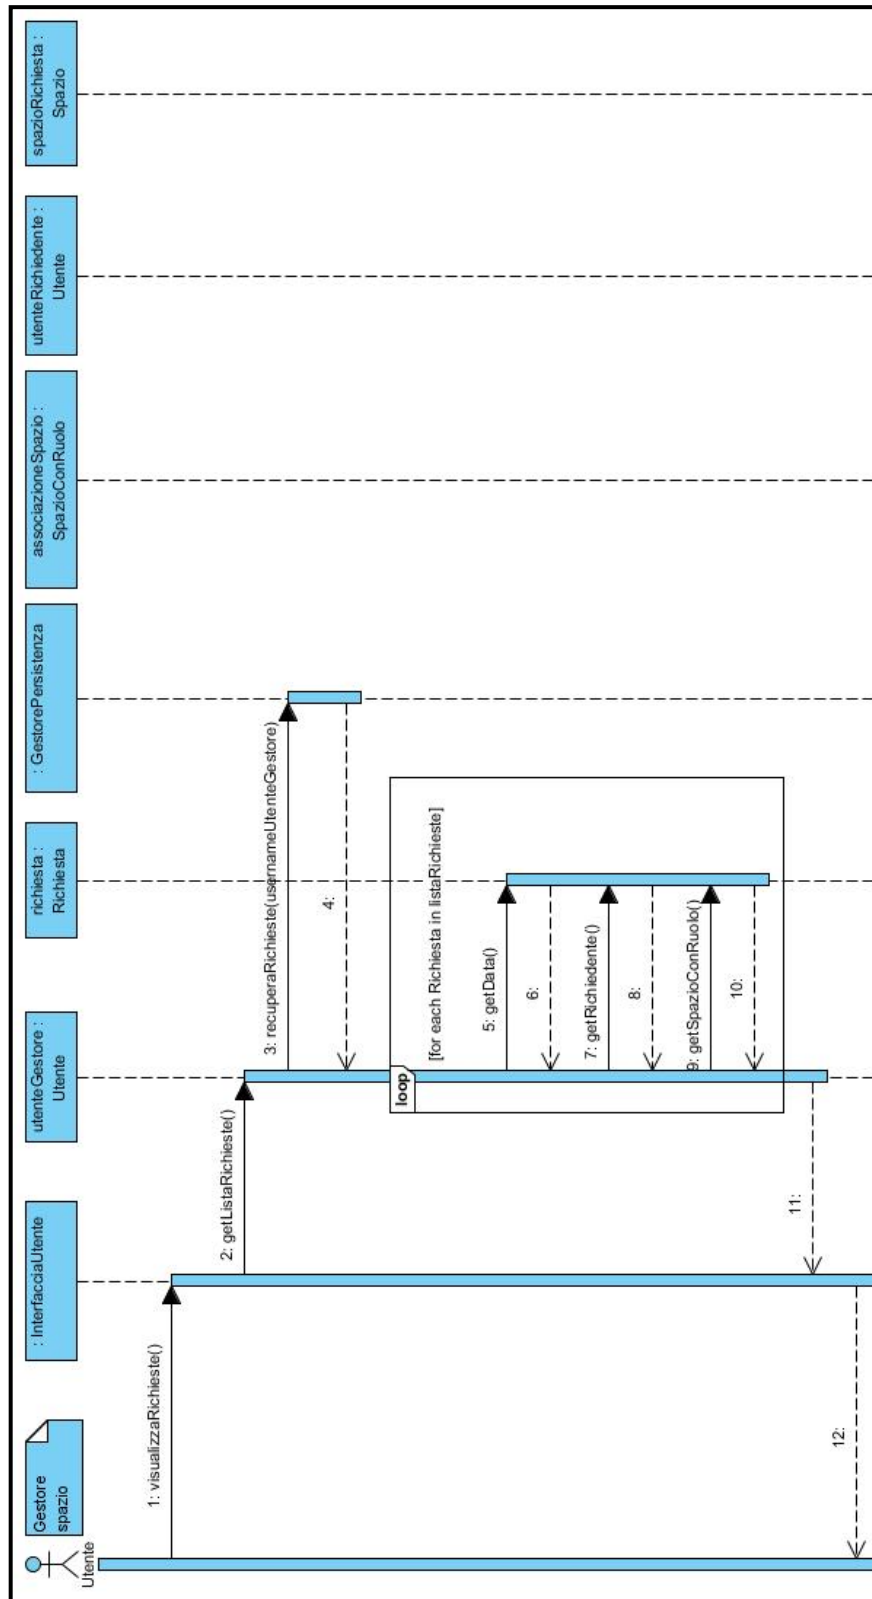 Utente
Gestore
spazio
: InterfacciaUtente
utenteGestore :
Utente
richiesta :
Richiesta
: GestorePersistenza
associazioneSpazio :
SpazioConRuolo
utenteRichiedente :
Utente
spazioRichiesta :
Spazio
1: visualizzaRichieste()
2: getListaRichieste()
3: recuperaRichieste(usernameUtenteGestore)
4:
loop
[for each Richiesta in listaRichieste]
5: getData()
6:
7: getRichiedente()
8:
9: getSpazioConRuolo()
10:
11:
12: